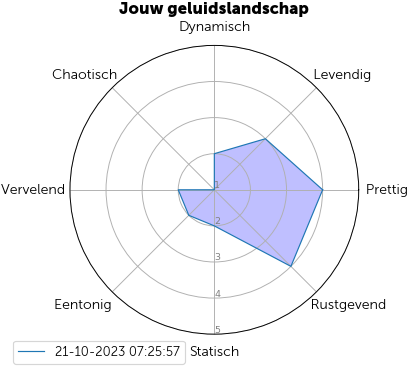 Jouw geluidslandschap
Dynamisch
Chaotisch
Levendig
Vervelend
1
Prettig
2
3
4
Eentonig
Rustgevend
5
21-10-2023 07:25:57
Statisch